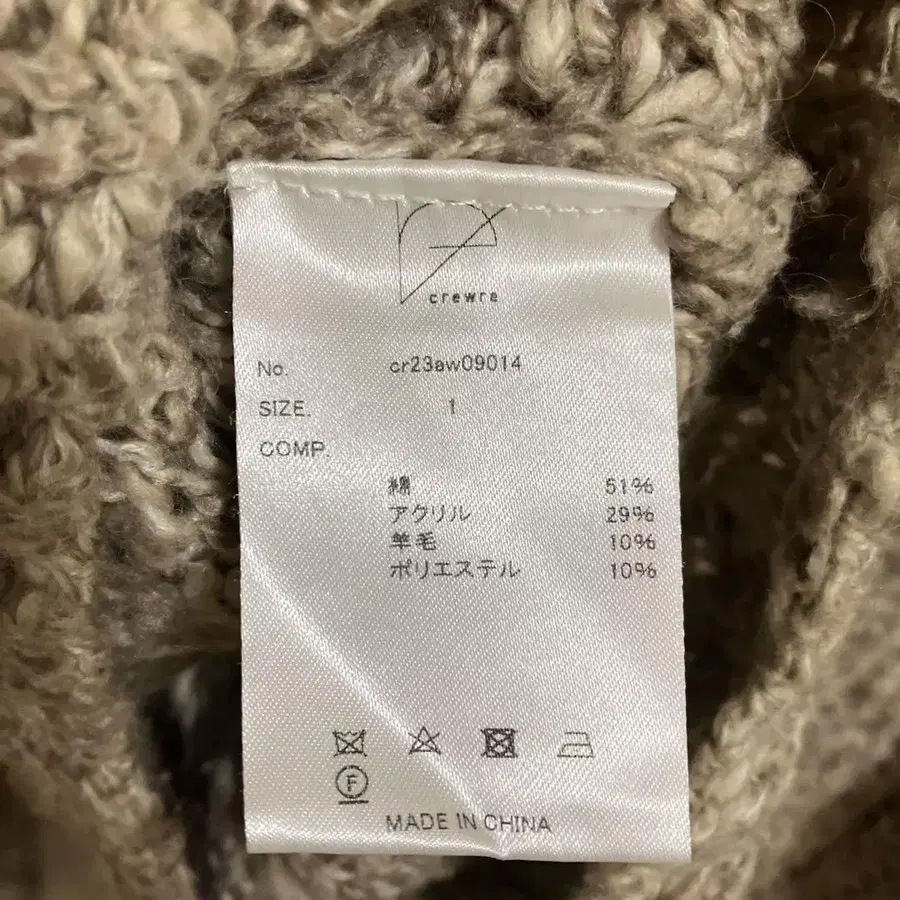 crewra
No. cr23aw09014
SIZE. 1
COMP.
綿 51%
アクリル 29%
羊毛 10%
ポリエステル 10%
F
MADE IN CHINA